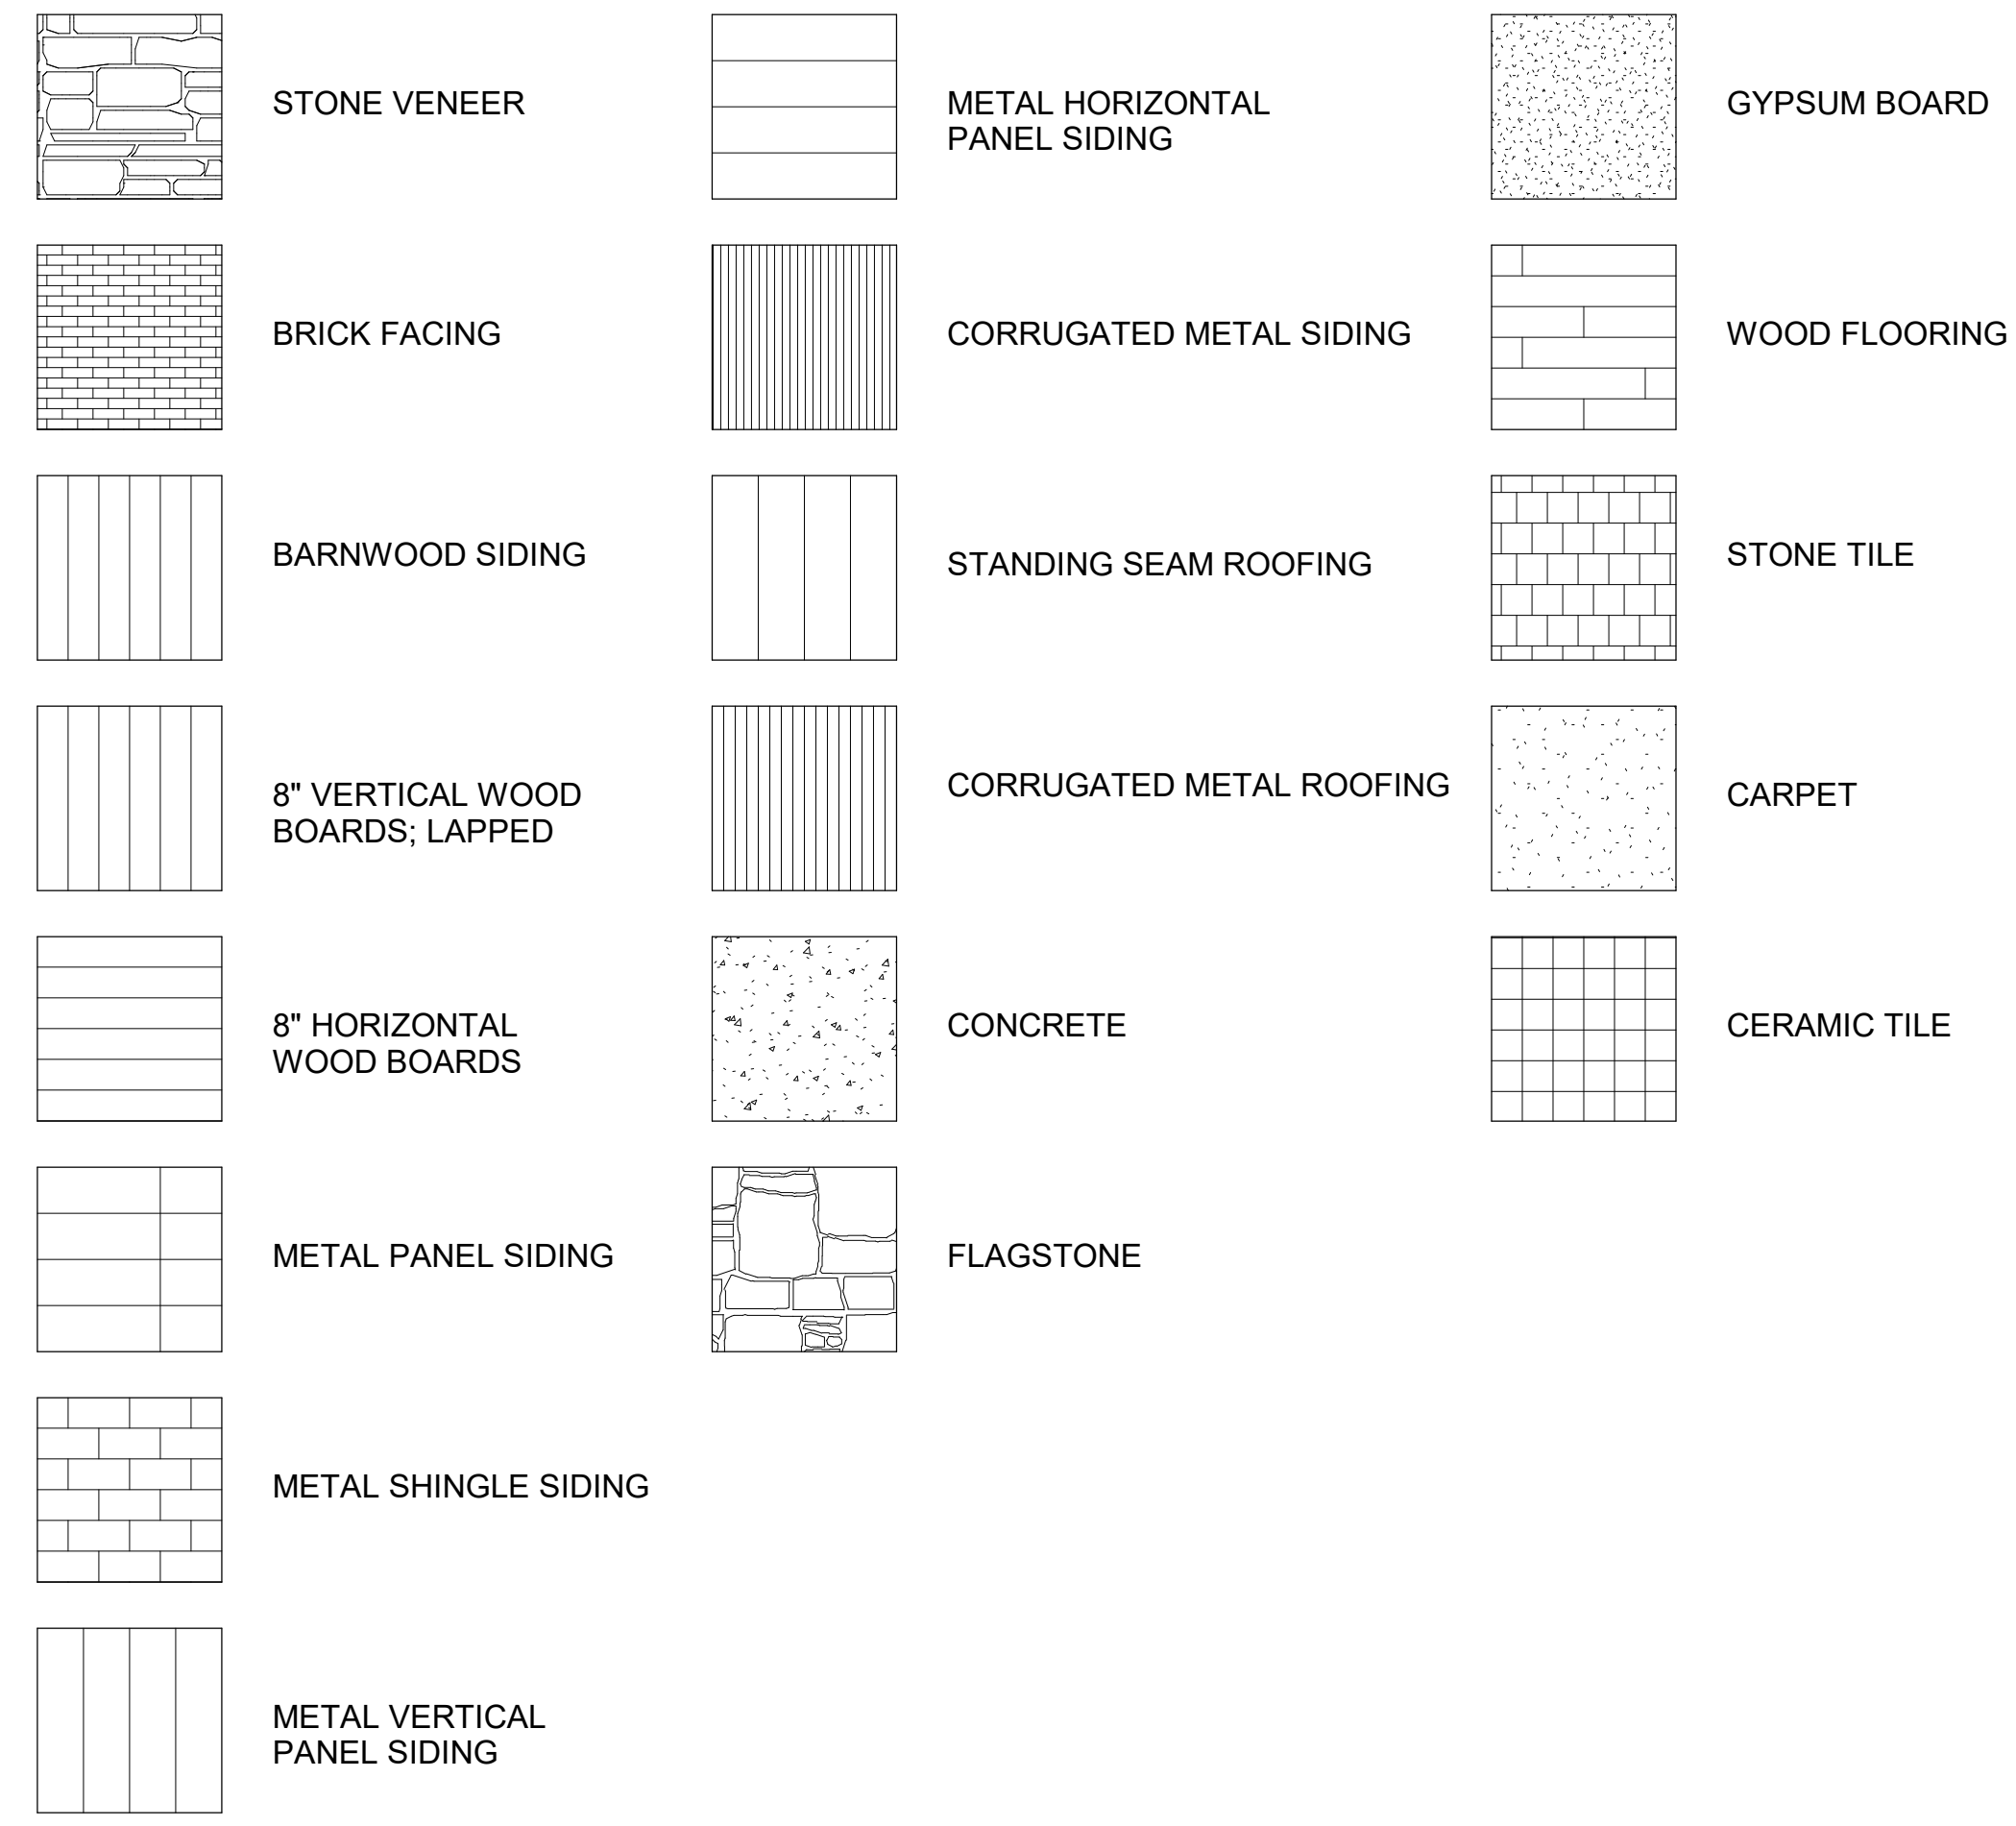 STONE VENEER
BRICK FACING
BARNWOOD SIDING
8" VERTICAL WOOD
BOARDS; LAPPED
8" HORIZONTAL
WOOD BOARDS
METAL PANEL SIDING
METAL SHINGLE SIDING
METAL VERTICAL
PANEL SIDING
METAL HORIZONTAL
PANEL SIDING
CORRUGATED METAL SIDING
STANDING SEAM ROOFING
CORRUGATED METAL ROOFING
CONCRETE
FLAGSTONE
GYPSUM BOARD
WOOD FLOORING
STONE TILE
CARPET
CERAMIC TILE